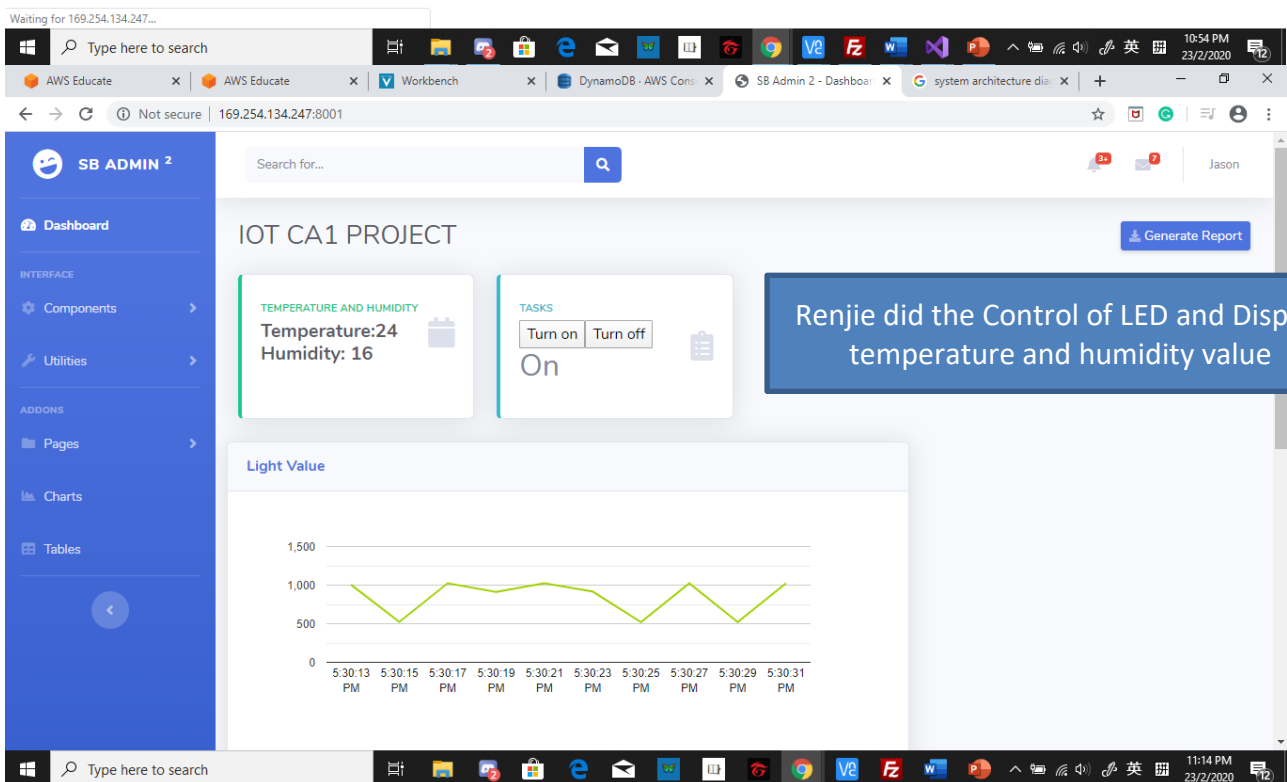 Waiting for 169.254.134.247...
Type here to search
英
10:54 PM
23/2/2020
12
AWS Educate
AWS Educate
Workbench
DynamoDB · AWS Cons
SB Admin 2 - Dashboar
system architecture dia
Not secure | 169.254.134.247:8001
SB ADMIN 2
Search for...
3+
7
Jason
Dashboard
IOT CA1 PROJECT
Generate Report
INTERFACE
Components
Utilities
ADDONS
Pages
Charts
Tables
TEMPERATURE AND HUMIDITY
Temperature:24
Humidity: 16
TASKS
Turn on Turn off
On
Renjie did the Control of LED and Disp
temperature and humidity value
Light Value
1,500
1,000
500
0
5:30:13 5:30:15 5:30:17 5:30:19 5:30:21 5:30:23 5:30:25 5:30:27 5:30:29 5:30:31
PM PM PM PM PM PM PM PM PM PM
Type here to search
英
11:14 PM
23/2/2020
12